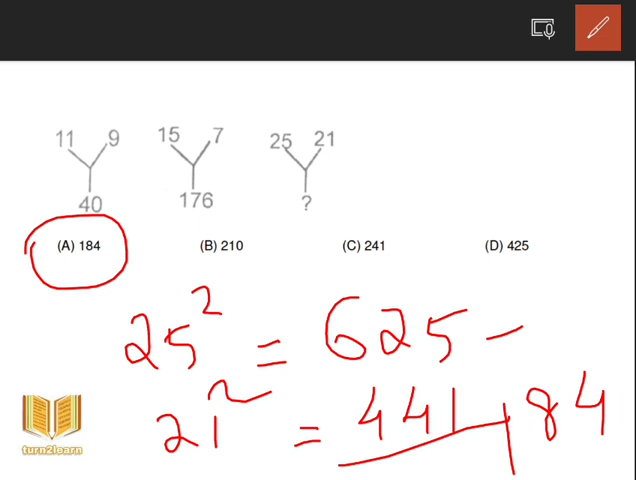 11 9 15 7 25 21
40 176 ?
(A) 184 (B) 210 (C) 241 (D) 425
25² = 625 –
21² = 441 184
turn2learn